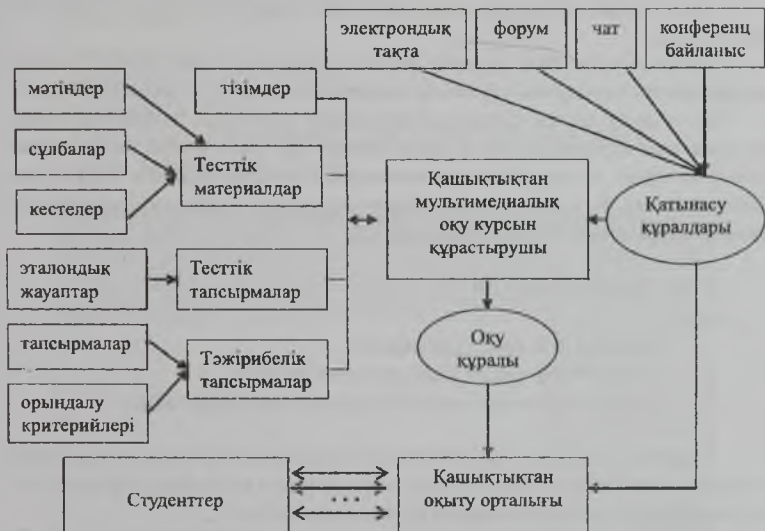 электрондық
тақта
форум
чат
конференц
байланыс
мәтіндер
тізімдер
сұлбалар
Тесттік
материалдар
кестелер
Қашықтықтан
мультимедиалық
оқу курсын
құрастырушы
Қатынасу
құралдары
эталондық
жауаптар
Тесттік
тапсырмалар
Оқу
құралы
тапсырмалар
Тәжірибелік
тапсырмалар
орындалу
критерийлері
Студенттер
...
Қашықтықтан
оқыту орталығы